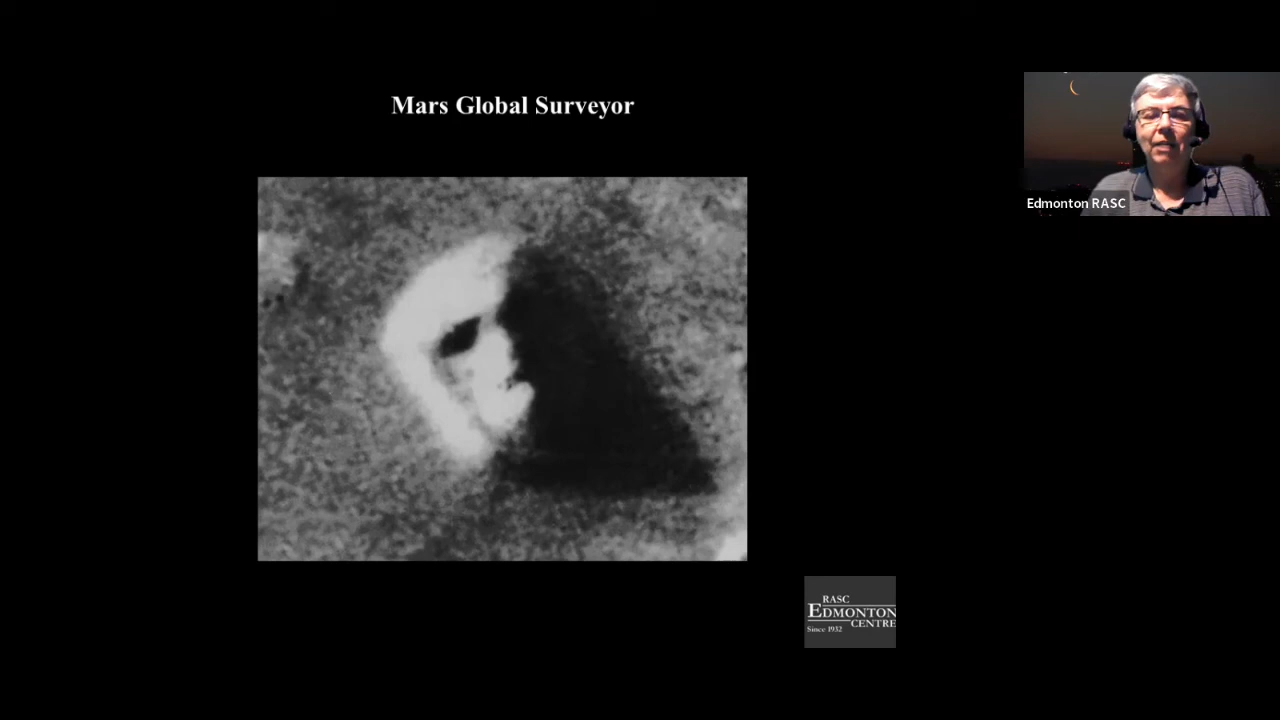 Mars Global Surveyor
Edmonton RASC
RASC
EDMONTON
CENTRE
Since 1932